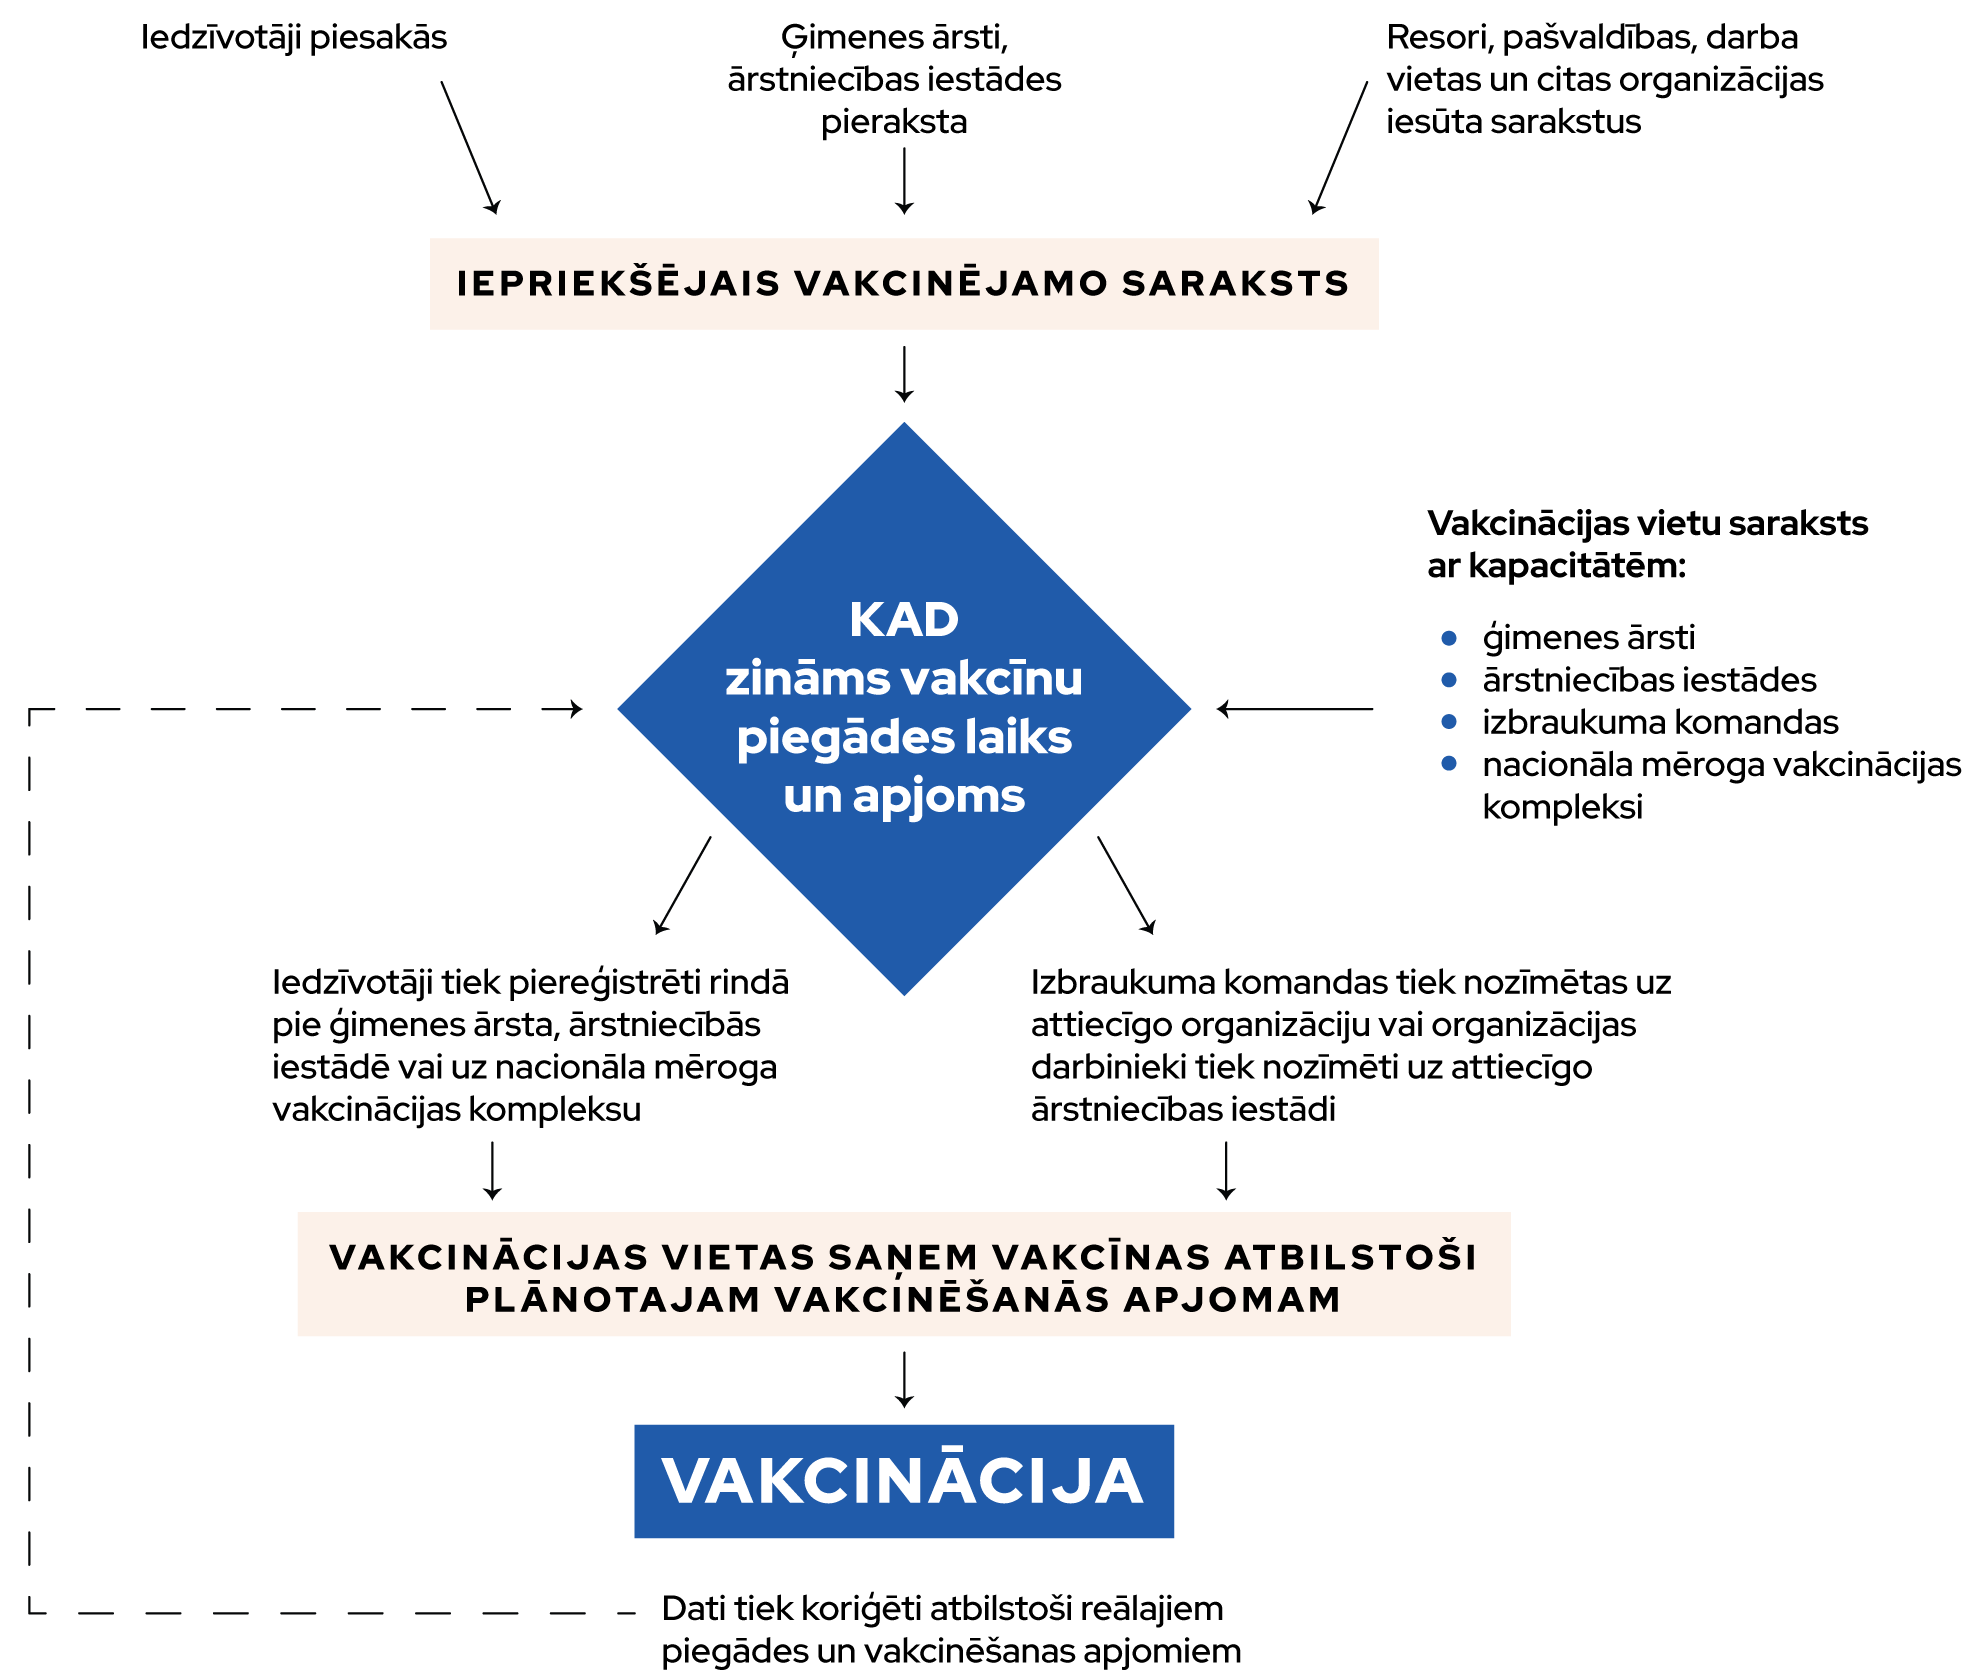 Iedzīvotāji piesakās
Ģimenes ārsti,
ārstniecības iestādes
pieraksta
Resori, pašvaldības, darba
vietas un citas organizācijas
iesūta sarakstus
IEPRIEKŠĒJAIS VAKCINĒJAMO SARAKSTS
KAD
zināms vakcīnu
piegādes laiks
un apjoms
Vakcinācijas vietu saraksts
ar kapacitātēm:
• ģimenes ārsti
• ārstniecības iestādes
• izbraukuma komandas
• nacionāla mēroga vakcinācijas
kompleksi
Iedzīvotāji tiek piereģistrēti rindā
pie ģimenes ārsta, ārstniecībās
iestādē vai uz nacionāla mēroga
vakcinācijas kompleksu
Izbraukuma komandas tiek nozīmētas uz
attiecīgo organizāciju vai organizācijas
darbinieki tiek nozīmēti uz attiecīgo
ārstniecības iestādi
VAKCINĀCIJAS VIETAS SAŅEM VAKCĪNAS ATBILSTOŠI
PLĀNOTAJAM VAKCINĒŠANĀS APJOMAM
VAKCINĀCIJA
Dati tiek koriģēti atbilstoši reālajiem
piegādes un vakcinēšanas apjomiem